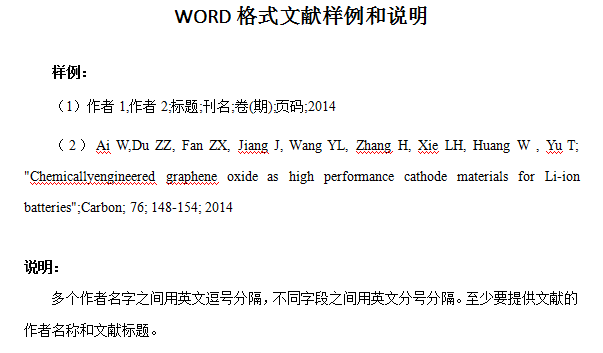 WORD 格式文献样例和说明
样例：
（1）作者 1,作者 2;标题;刊名;卷(期);页码;2014
（2）Ai W,Du ZZ, Fan ZX, Jiang J, Wang YL, Zhang H, Xie LH, Huang W , Yu T;
"Chemicallyengineered graphene oxide as high performance cathode materials for Li-ion
batteries";Carbon; 76; 148-154; 2014
说明：
多个作者名字之间用英文逗号分隔，不同字段之间用英文分号分隔。至少要提供文献的
作者名称和文献标题。